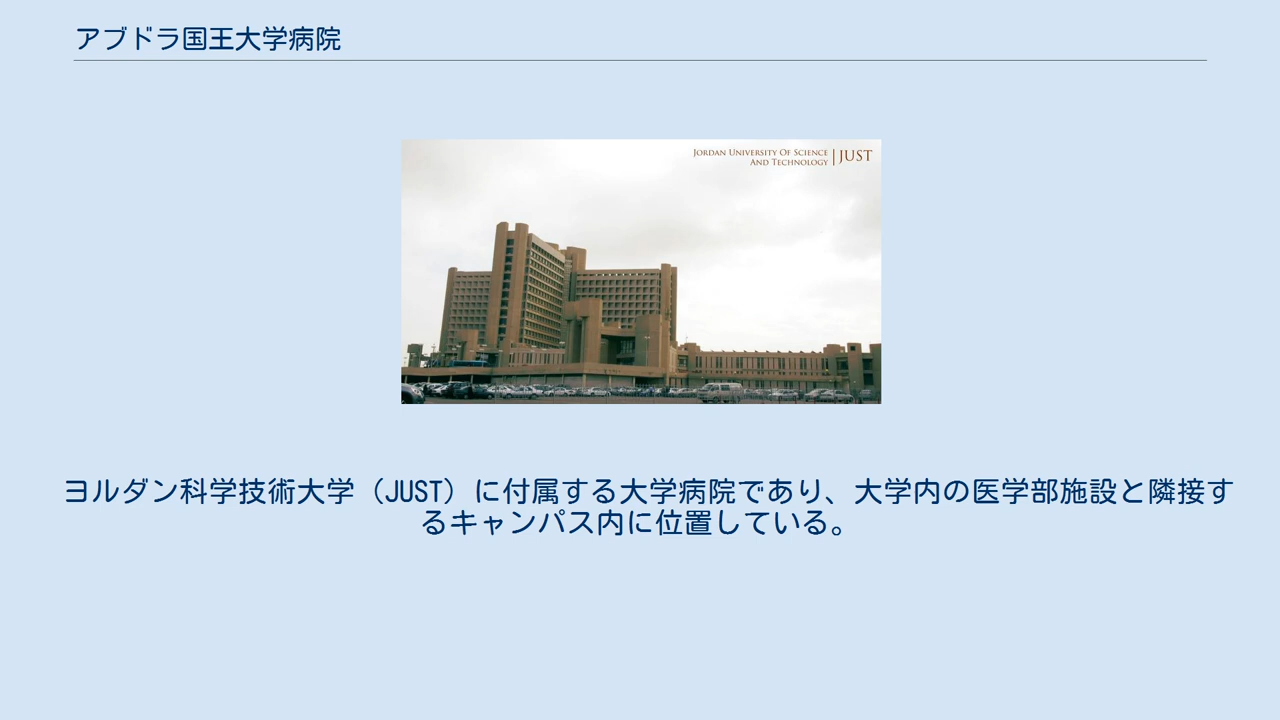 アブドラ国王大学病院
JORDAN UNIVERSITY OF SCIENCE
AND TECHNOLOGY
JUST
ヨルダン科学技術大学（JUST）に付属する大学病院であり、大学内の医学部施設と隣接す
るキャンパス内に位置している。